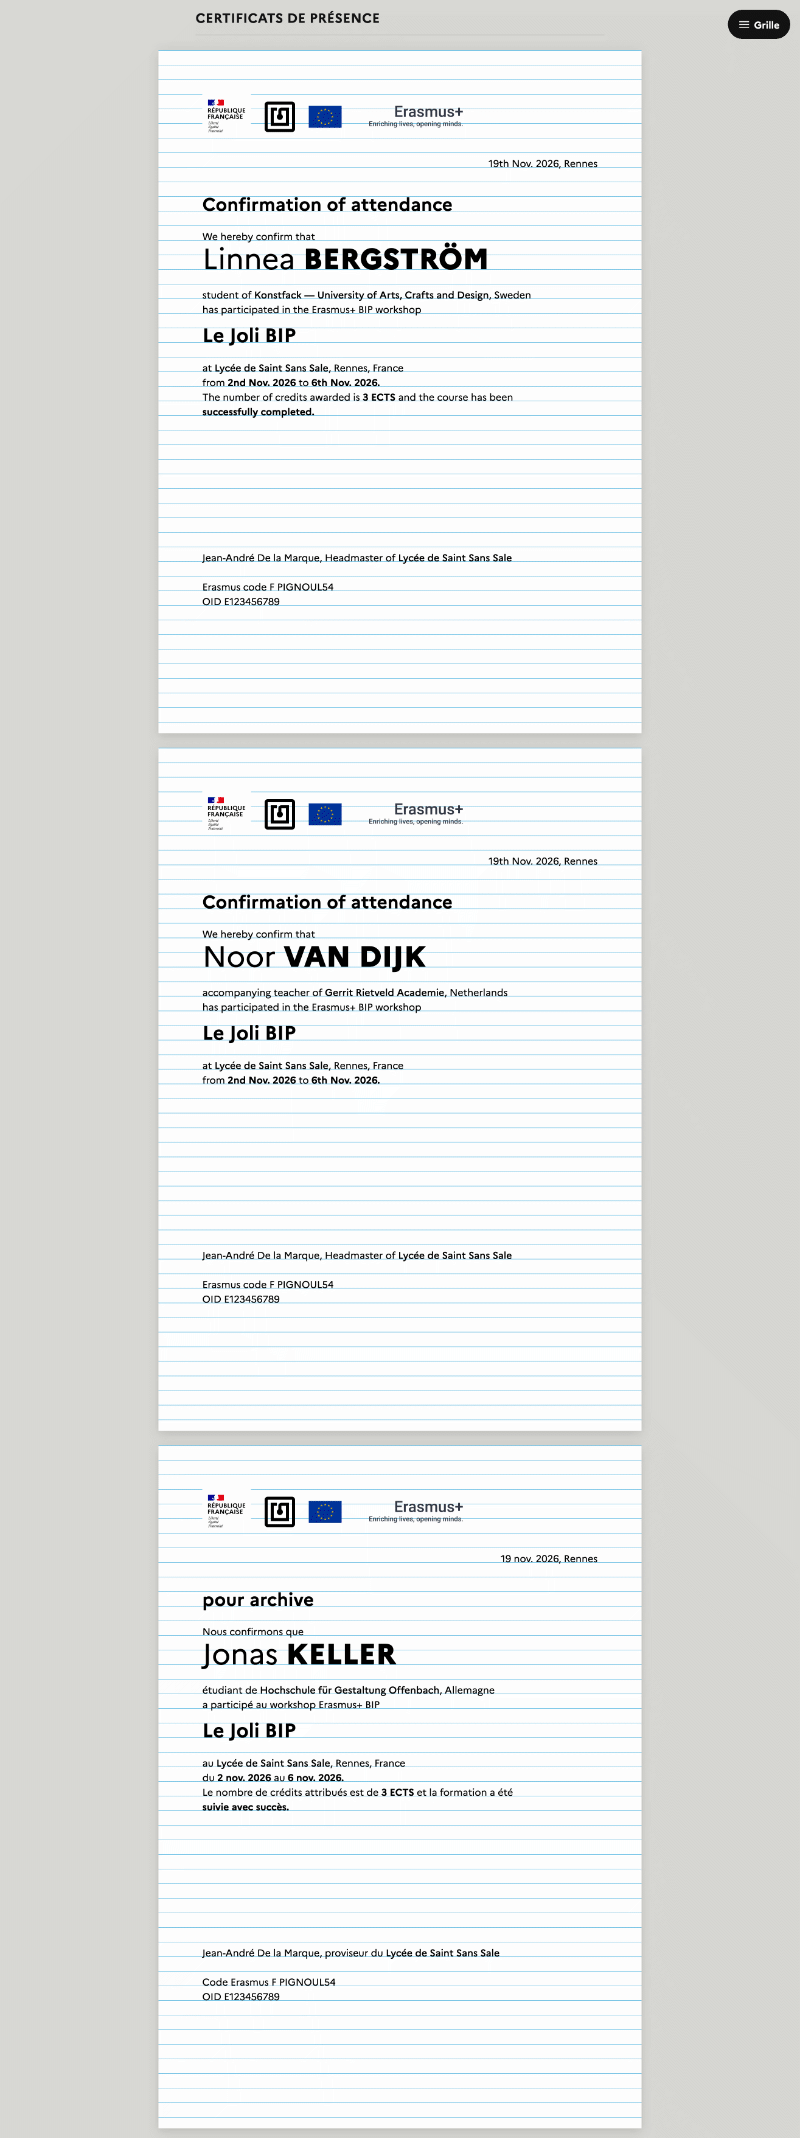 CERTIFICATS DE PRÉSENCE
Grille
RÉPUBLIQUE
FRANÇAISE
Liberté
Égalité
Fraternité
Erasmus+
Enriching lives, opening minds.
19th Nov. 2026, Rennes
Confirmation of attendance
We hereby confirm that
Linnea BERGSTRÖM
student of Konstfack — University of Arts, Crafts and Design, Sweden
has participated in the Erasmus+ BIP workshop
Le Joli BIP
at Lycée de Saint Sans Sale, Rennes, France
from 2nd Nov. 2026 to 6th Nov. 2026.
The number of credits awarded is 3 ECTS and the course has been
successfully completed.
Jean-André De la Marque, Headmaster of Lycée de Saint Sans Sale
Erasmus code F PIGNOUL54
OID E123456789
RÉPUBLIQUE
FRANÇAISE
Liberté
Égalité
Fraternité
Erasmus+
Enriching lives, opening minds.
19th Nov. 2026, Rennes
Confirmation of attendance
We hereby confirm that
Noor VAN DIJK
accompanying teacher of Gerrit Rietveld Academie, Netherlands
has participated in the Erasmus+ BIP workshop
Le Joli BIP
at Lycée de Saint Sans Sale, Rennes, France
from 2nd Nov. 2026 to 6th Nov. 2026.
Jean-André De la Marque, Headmaster of Lycée de Saint Sans Sale
Erasmus code F PIGNOUL54
OID E123456789
RÉPUBLIQUE
FRANÇAISE
Liberté
Égalité
Fraternité
Erasmus+
Enriching lives, opening minds.
19 nov. 2026, Rennes
pour archive
Nous confirmons que
Jonas KELLER
étudiant de Hochschule für Gestaltung Offenbach, Allemagne
a participé au workshop Erasmus+ BIP
Le Joli BIP
au Lycée de Saint Sans Sale, Rennes, France
du 2 nov. 2026 au 6 nov. 2026.
Le nombre de crédits attribués est de 3 ECTS et la formation a été
suivie avec succès.
Jean-André De la Marque, proviseur du Lycée de Saint Sans Sale
Code Erasmus F PIGNOUL54
OID E123456789